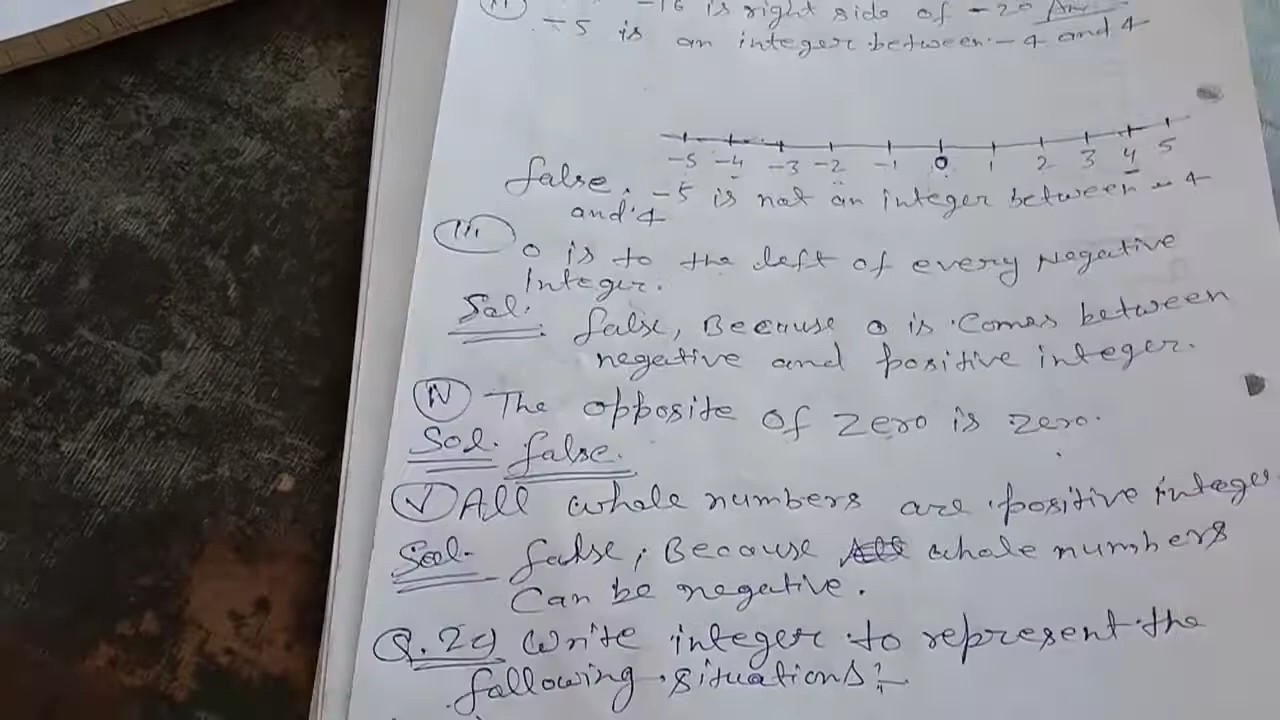 -16 is right side of -20 Ans
-5 is an integer between -4 and 4
-5 -4 -3 -2 -1 0 1 2 3 4 5
false. -5 is not an integer between -4
and 4
iii 0 is to the left of every Negative
Integer.
Sol. false, Because 0 is comes between
negative and positive integer.
IV The opposite of zero is zero.
Sol. false.
V All whole numbers are positive intege
Sol- false, Because whole numbers
Can be negative.
Q.24 Write integer to represent the
following situations:-